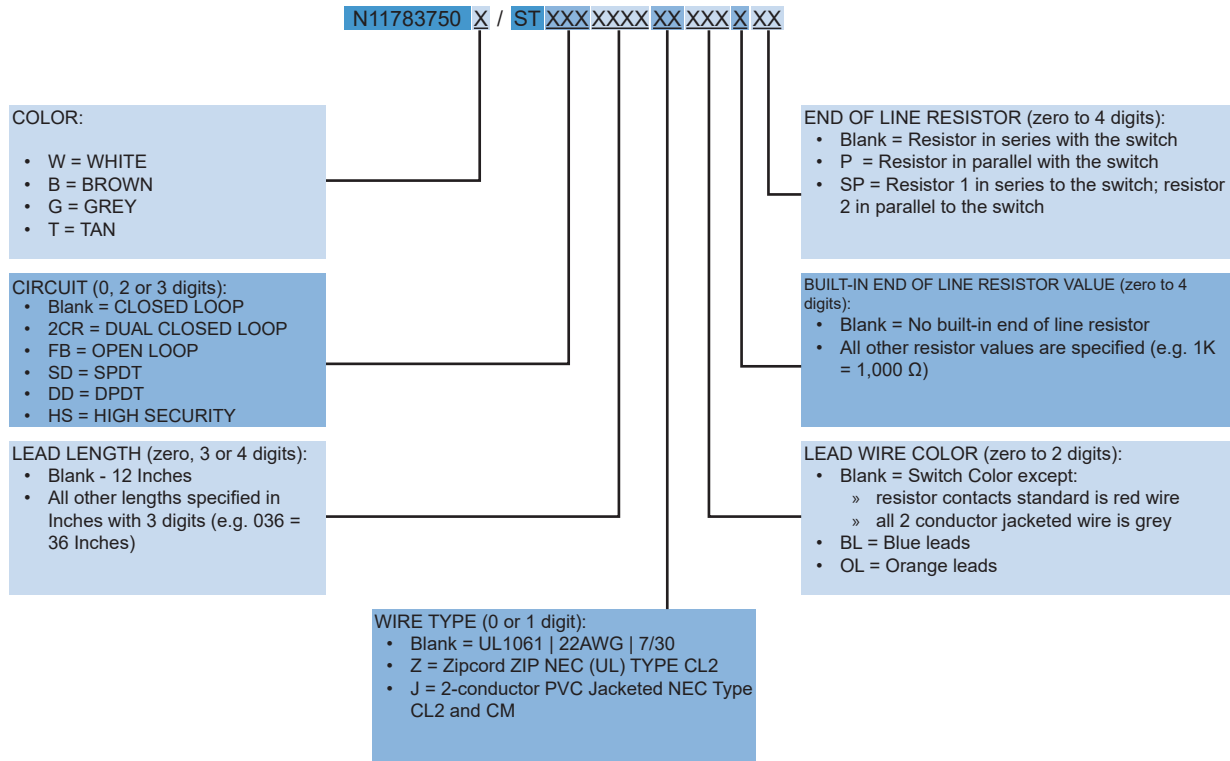 N11783750 X / ST XXX XXXX XX XXX X XX
COLOR:
• W = WHITE
• B = BROWN
• G = GREY
• T = TAN
CIRCUIT (0, 2 or 3 digits):
• Blank = CLOSED LOOP
• 2CR = DUAL CLOSED LOOP
• FB = OPEN LOOP
• SD = SPDT
• DD = DPDT
• HS = HIGH SECURITY
LEAD LENGTH (zero, 3 or 4 digits):
• Blank - 12 Inches
• All other lengths specified in
Inches with 3 digits (e.g. 036 =
36 Inches)
WIRE TYPE (0 or 1 digit):
• Blank = UL1061 | 22AWG | 7/30
• Z = Zipcord ZIP NEC (UL) TYPE CL2
• J = 2-conductor PVC Jacketed NEC Type
CL2 and CM
END OF LINE RESISTOR (zero to 4 digits):
• Blank = Resistor in series with the switch
• P = Resistor in parallel with the switch
• SP = Resistor 1 in series to the switch; resistor
2 in parallel to the switch
BUILT-IN END OF LINE RESISTOR VALUE (zero to 4
digits):
• Blank = No built-in end of line resistor
• All other resistor values are specified (e.g. 1K
= 1,000 Ω)
LEAD WIRE COLOR (zero to 2 digits):
• Blank = Switch Color except:
» resistor contacts standard is red wire
» all 2 conductor jacketed wire is grey
• BL = Blue leads
• OL = Orange leads